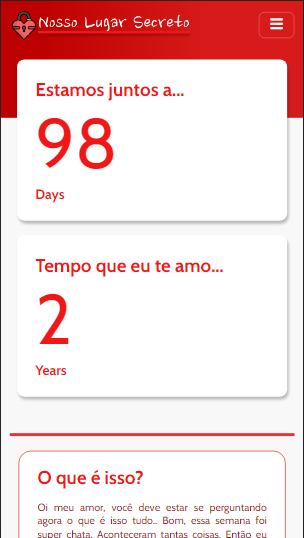 Nosso Lugar Secreto
Estamos juntos a...
98
Days
Tempo que eu te amo...
2
Years
O que é isso?
Oi meu amor, você deve estar se perguntando
agora o que é isso tudo.. Bom, essa semana foi
super chata. Aconteceram tantas coisas. Então eu